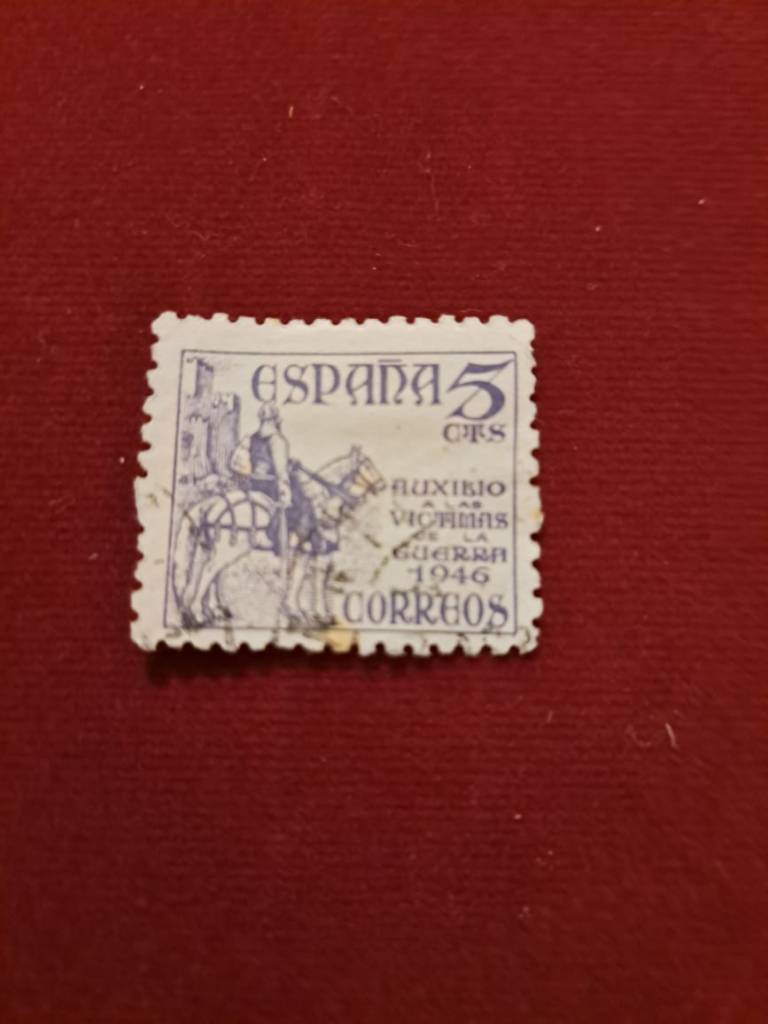 ESPAÑA 5
CTS
AUXILIO
A LAS
VICTIMAS
DE LA
GUERRA
1946
CORREOS